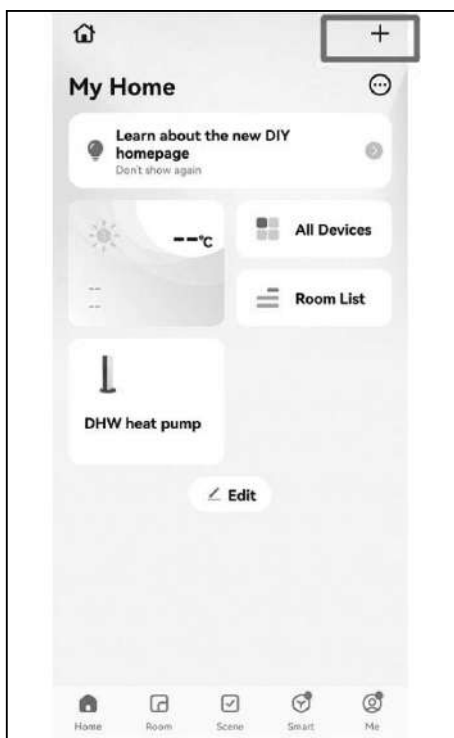 +
My Home
Learn about the new DIY
homepage
Don't show again
--°C
All Devices
--
--
Room List
DHW heat pump
Edit
Home Room Scene Smart Me